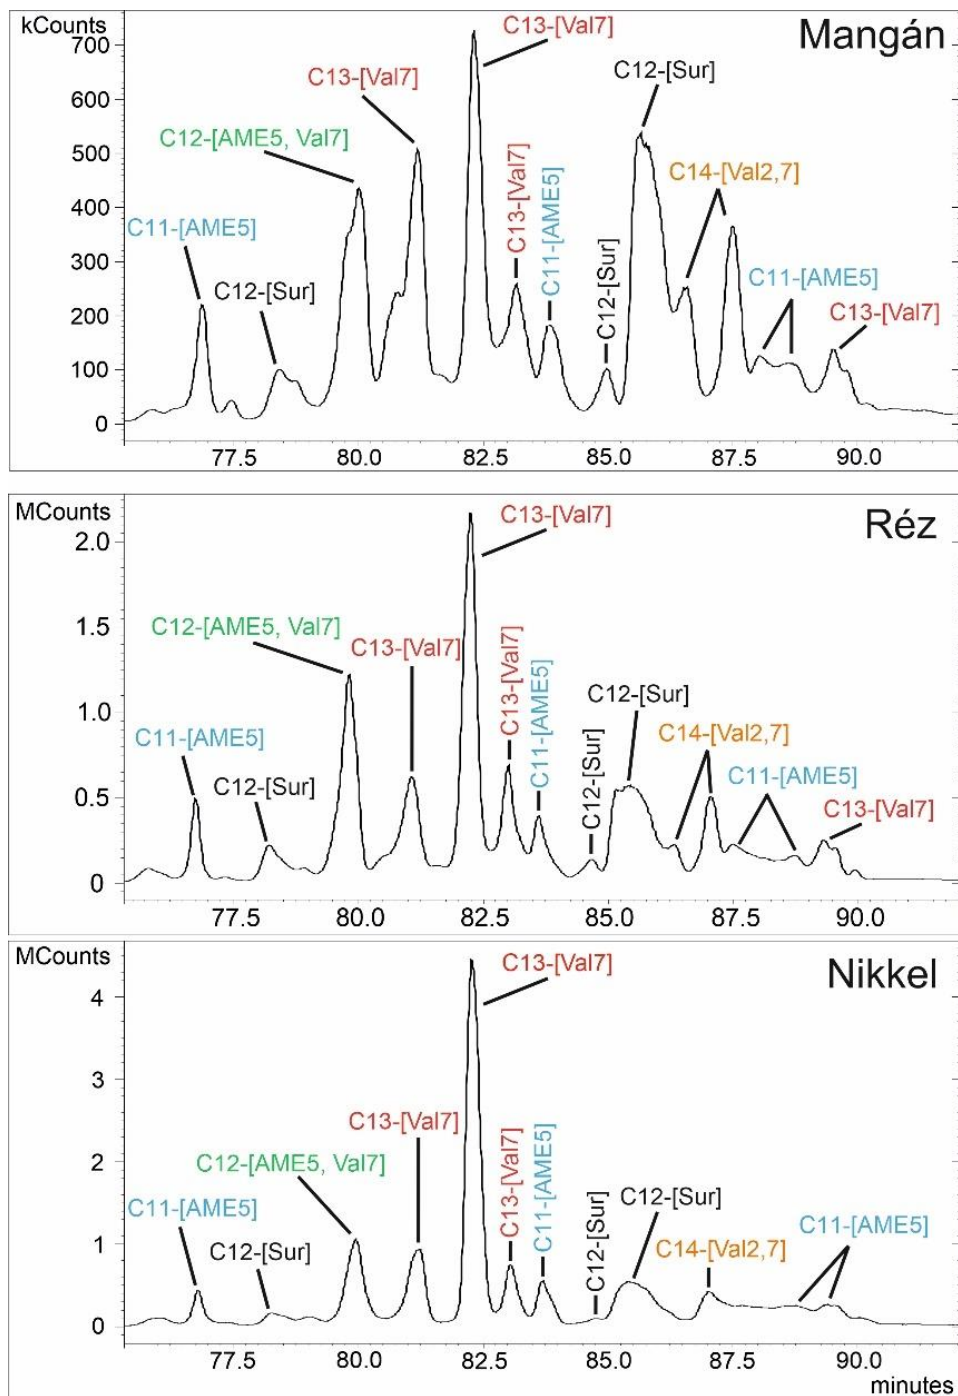 kCounts
Mangán
700
600
500
400
300
200
100
0
C11-[AME5]
C12-[Sur]
C12-[AME5, Val7]
C13-[Val7]
C13-[Val7]
C13-[Val7]
C11-[AME5]
C12-[Sur]
C12-[Sur]
C14-[Val2,7]
C11-[AME5]
C13-[Val7]
77.5 80.0 82.5 85.0 87.5 90.0
MCounts
Réz
2.0
1.5
1.0
0.5
0
C11-[AME5]
C12-[Sur]
C12-[AME5, Val7]
C13-[Val7]
C13-[Val7]
C13-[Val7]
C11-[AME5]
C12-[Sur]
C12-[Sur]
C14-[Val2,7]
C11-[AME5]
C13-[Val7]
77.5 80.0 82.5 85.0 87.5 90.0
MCounts
Nikkel
4
3
2
1
0
C11-[AME5]
C12-[Sur]
C12-[AME5, Val7]
C13-[Val7]
C13-[Val7]
C13-[Val7]
C11-[AME5]
C12-[Sur]
C12-[Sur]
C14-[Val2,7]
C11-[AME5]
77.5 80.0 82.5 85.0 87.5 90.0
minutes